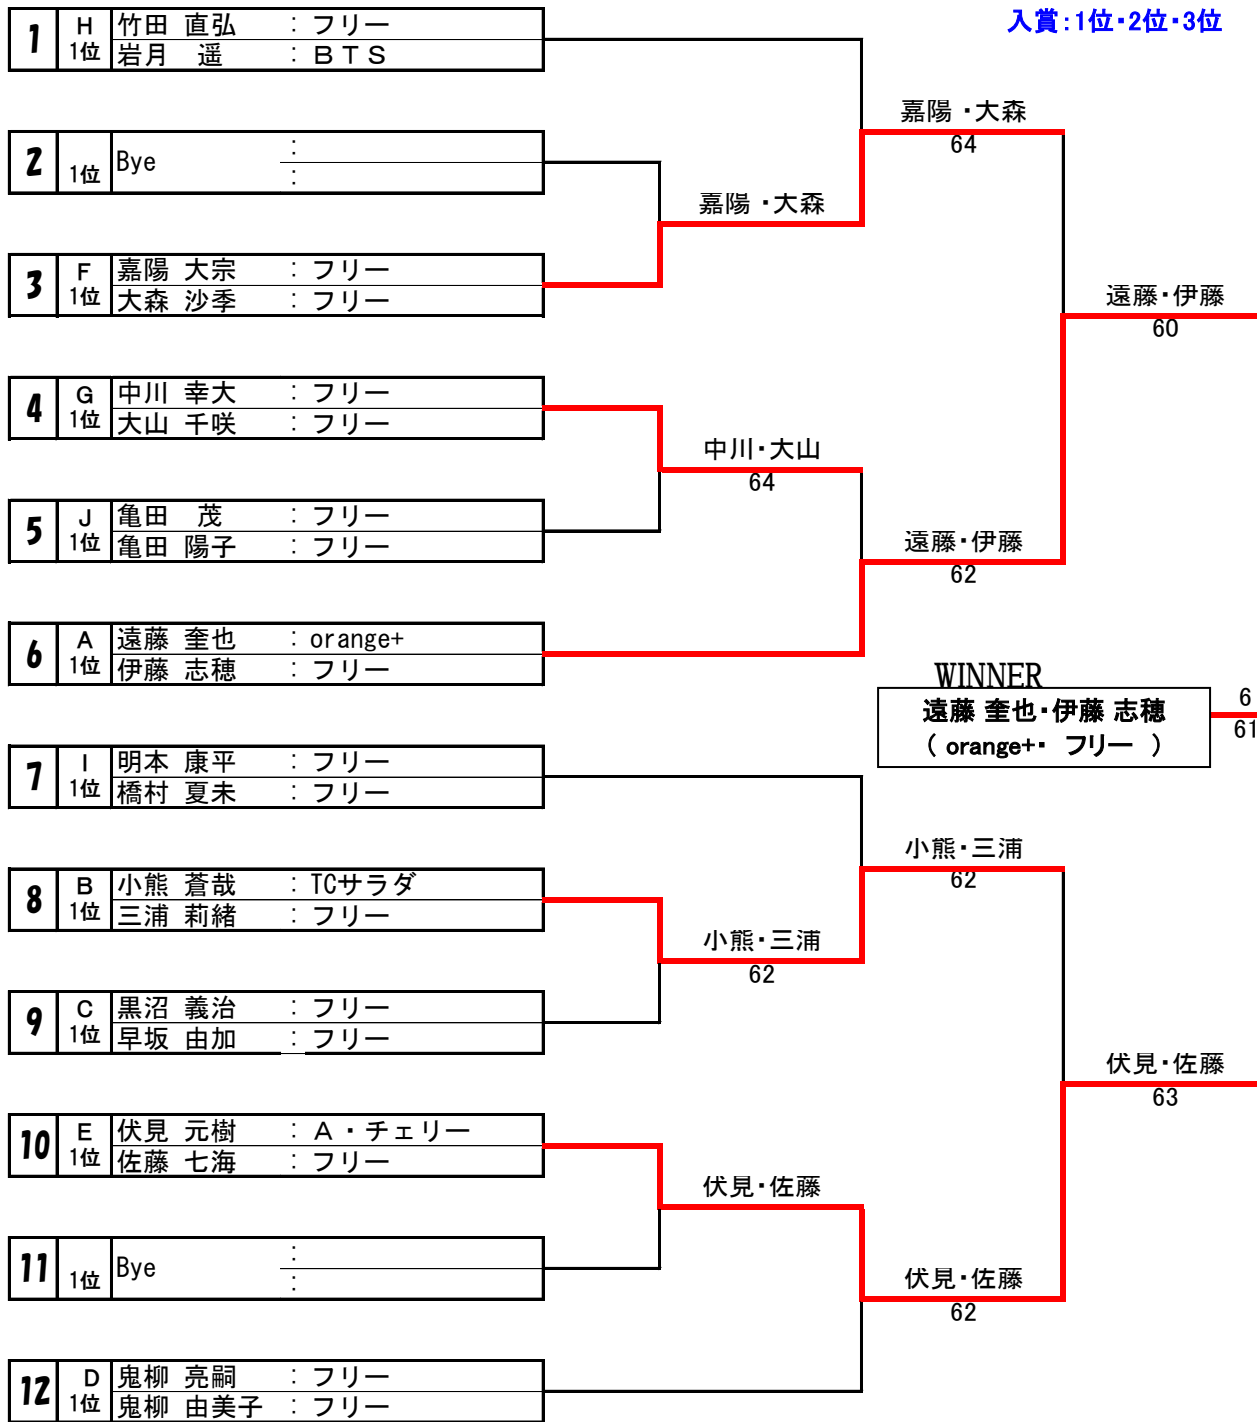 入賞：1位・2位・3位
1 H 1位 竹田 直弘 : フリー
岩月 遥 : BTS
嘉陽・大森
64
2 1位 Bye :
:
嘉陽・大森
3 F 1位 嘉陽 大宗 : フリー
大森 沙季 : フリー
遠藤・伊藤
60
4 G 1位 中川 幸大 : フリー
大山 千咲 : フリー
中川・大山
64
5 J 1位 亀田 茂 : フリー
亀田 陽子 : フリー
遠藤・伊藤
62
6 A 1位 遠藤 奎也 : orange+
伊藤 志穂 : フリー
WINNER
遠藤 奎也・伊藤 志穂
( orange+・ フリー )
6
61
7 I 1位 明本 康平 : フリー
橋村 夏未 : フリー
小熊・三浦
62
8 B 1位 小熊 蒼哉 : TCサラダ
三浦 莉緒 : フリー
小熊・三浦
62
9 C 1位 黒沼 義治 : フリー
早坂 由加 : フリー
伏見・佐藤
63
10 E 1位 伏見 元樹 : A・チェリー
佐藤 七海 : フリー
伏見・佐藤
11 1位 Bye :
:
伏見・佐藤
62
12 D 1位 鬼柳 亮嗣 : フリー
鬼柳 由美子 : フリー